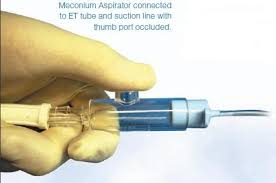 Meconium Aspirator connected
to ET tube and suction line with
thumb port occluded.